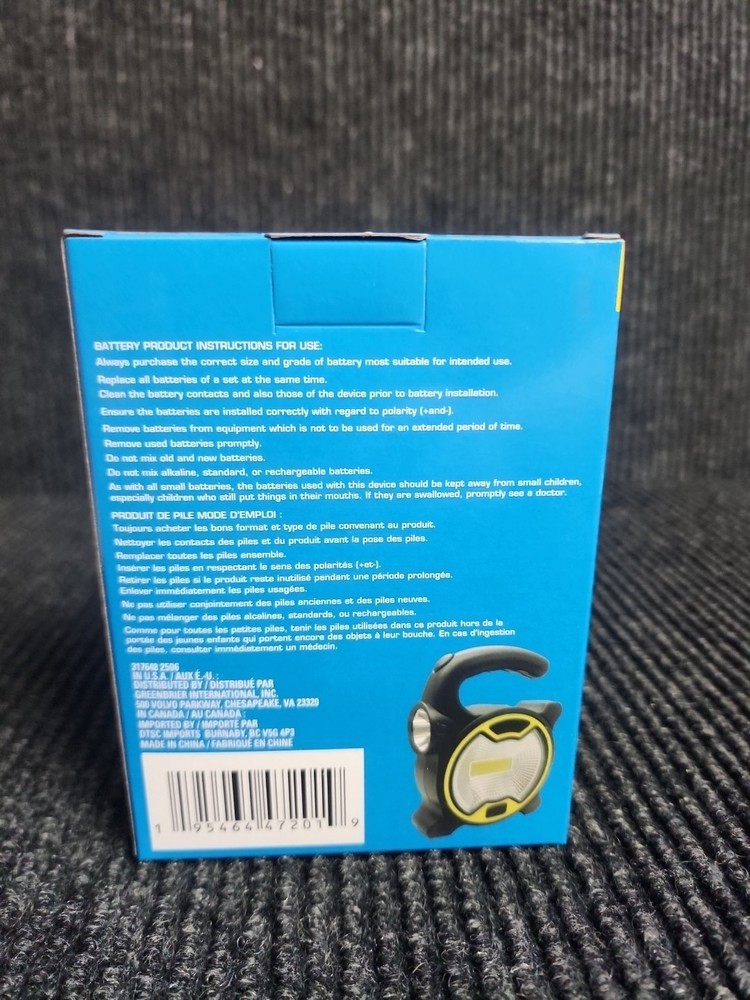 BATTERY PRODUCT INSTRUCTIONS FOR USE:
Always purchase the correct size and grade of battery most suitable for intended use.
Replace all batteries of a set at the same time.
Clean the battery contacts and also those of the device prior to battery installation.
Ensure the batteries are installed correctly with regard to polarity (+and-).
Remove batteries from equipment which is not to be used for an extended period of time.
Remove used batteries promptly.
Do not mix old and new batteries.
Do not mix alkaline, standard, or rechargeable batteries.
As with all small batteries, the batteries used with this device should be kept away from small children,
especially children who still put things in their mouths. If they are swallowed, promptly see a doctor.
PRODUIT DE PILE MODE D'EMPLOI :
Toujours acheter les bons format et type de pile convenant au produit.
Nettoyer les contacts des piles et du produit avant la pose des piles.
Remplacer toutes les piles ensemble.
Insérer les piles en respectant le sens des polarités (+et-).
Retirer les piles si le produit reste inutilisé pendant une période prolongée.
Enlever immédiatement les piles usagées.
Ne pas utiliser conjointement des piles anciennes et des piles neuves.
Ne pas mélanger des piles alcalines, standards, ou rechargeables.
Comme pour toutes les petites piles, tenir les piles utilisées dans ce produit hors de la
portée des jeunes enfants qui portent encore des objets à leur bouche. En cas d'ingestion
des piles, consulter immédiatement un médecin.
317648 2506
IN U.S.A. / AUX É.-U. :
DISTRIBUTED BY / DISTRIBUÉ PAR
GREENBRIER INTERNATIONAL, INC.
500 VOLVO PARKWAY, CHESAPEAKE, VA 23320
IN CANADA / AU CANADA :
IMPORTED BY / IMPORTÉ PAR
DTSC IMPORTS BURNABY, BC V5G 4P3
MADE IN CHINA / FABRIQUÉ EN CHINE
1 95464 47201 9